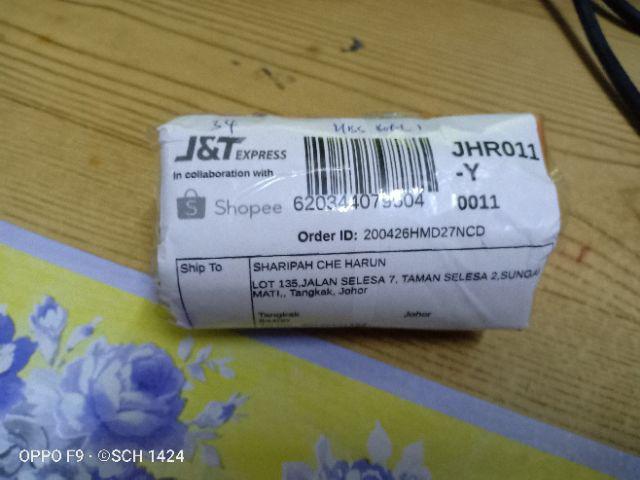 34
J&T EXPRESS
In collaboration with
Shopee
620344079504
JHR011
-Y
0011
Order ID: 200426HMD27NCD
Ship To
SHARIPAH CHE HARUN
LOT 135,JALAN SELESA 7, TAMAN SELESA 2,SUNGAI
MATI,, Tangkak, Johor
Tangkak
Johor
OPPO F9 · ©SCH 1424